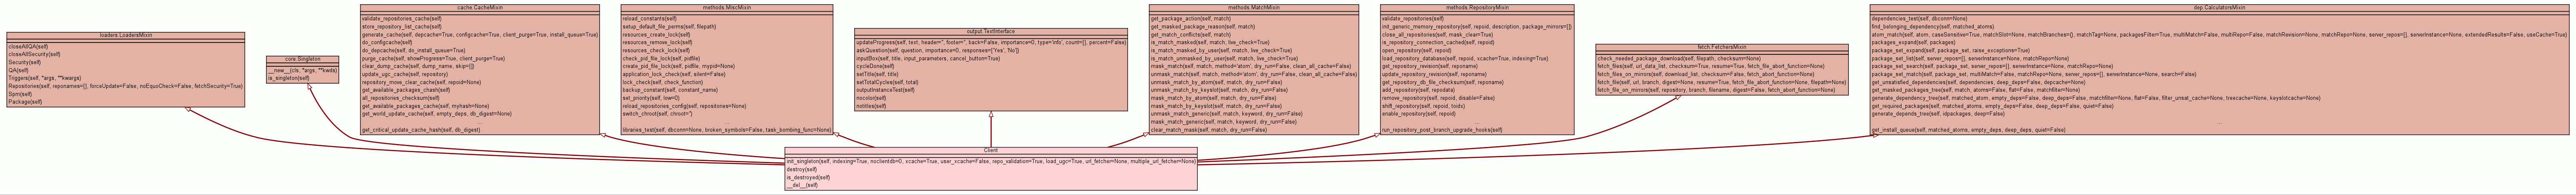 loaders.LoadersMixin
closeAllQA(self)
closeAllSecurity(self)
Security(self)
QA(self)
Triggers(self, *args, **kwargs)
Repositories(self, reponames=[], forceUpdate=False, noEquoCheck=False, fetchSecurity=True)
Spm(self)
Package(self)
core.Singleton
__new__(cls, *args, **kwds)
is_singleton(self)
cache.CacheMixin
validate_repositories_cache(self)
store_repository_list_cache(self)
generate_cache(self, depcache=True, configcache=True, client_purge=True, install_queue=True)
do_configcache(self)
do_depcache(self, do_install_queue=True)
purge_cache(self, showProgress=True, client_purge=True)
clear_dump_cache(self, dump_name, skip=[])
update_ugc_cache(self, repository)
repository_move_clear_cache(self, repoid=None)
get_available_packages_chash(self)
all_repositories_checksum(self)
get_available_packages_cache(self, myhash=None)
get_world_update_cache(self, empty_deps, db_digest=None)
...
get_critical_update_cache_hash(self, db_digest)
methods.MiscMixin
reload_constants(self)
setup_default_file_perms(self, filepath)
resources_create_lock(self)
resources_remove_lock(self)
resources_check_lock(self)
check_pid_file_lock(self, pidfile)
create_pid_file_lock(self, pidfile, mypid=None)
application_lock_check(self, silent=False)
lock_check(self, check_function)
backup_constant(self, constant_name)
set_priority(self, low=0)
reload_repositories_config(self, repositories=None)
switch_chroot(self, chroot='')
...
libraries_test(self, dbconn=None, broken_symbols=False, task_bombing_func=None)
output.TextInterface
updateProgress(self, text, header='', footer='', back=False, importance=0, type='info', count=[], percent=False)
askQuestion(self, question, importance=0, responses=['Yes', 'No'])
inputBox(self, title, input_parameters, cancel_button=True)
cycleDone(self)
setTitle(self, title)
setTotalCycles(self, total)
outputInstanceTest(self)
nocolor(self)
notitles(self)
methods.MatchMixin
get_package_action(self, match)
get_masked_package_reason(self, match)
get_match_conflicts(self, match)
is_match_masked(self, match, live_check=True)
is_match_masked_by_user(self, match, live_check=True)
is_match_unmasked_by_user(self, match, live_check=True)
mask_match(self, match, method='atom', dry_run=False, clean_all_cache=False)
unmask_match(self, match, method='atom', dry_run=False, clean_all_cache=False)
unmask_match_by_atom(self, match, dry_run=False)
unmask_match_by_keyslot(self, match, dry_run=False)
mask_match_by_atom(self, match, dry_run=False)
mask_match_by_keyslot(self, match, dry_run=False)
unmask_match_generic(self, match, keyword, dry_run=False)
mask_match_generic(self, match, keyword, dry_run=False)
clear_match_mask(self, match, dry_run=False)
methods.RepositoryMixin
validate_repositories(self)
init_generic_memory_repository(self, repoid, description, package_mirrors=[])
close_all_repositories(self, mask_clear=True)
is_repository_connection_cached(self, repoid)
open_repository(self, repoid)
load_repository_database(self, repoid, xcache=True, indexing=True)
get_repository_revision(self, reponame)
update_repository_revision(self, reponame)
get_repository_db_file_checksum(self, reponame)
add_repository(self, repodata)
remove_repository(self, repoid, disable=False)
shift_repository(self, repoid, toidx)
enable_repository(self, repoid)
...
run_repository_post_branch_upgrade_hooks(self)
fetch.FetchersMixin
check_needed_package_download(self, filepath, checksum=None)
fetch_files(self, url_data_list, checksum=True, resume=True, fetch_file_abort_function=None)
fetch_files_on_mirrors(self, download_list, checksum=False, fetch_abort_function=None)
fetch_file(self, url, branch, digest=None, resume=True, fetch_file_abort_function=None, filepath=None)
fetch_file_on_mirrors(self, repository, branch, filename, digest=False, fetch_abort_function=None)
dep.CalculatorsMixin
dependencies_test(self, dbconn=None)
find_belonging_dependency(self, matched_atoms)
atom_match(self, atom, caseSensitive=True, matchSlot=None, matchBranches=(), matchTag=None, packagesFilter=True, multiMatch=False, multiRepo=False, matchRevision=None, matchRepo=None, server_repos=[], serverInstance=None, extendedResults=False, useCache=True)
packages_expand(self, packages)
package_set_expand(self, package_set, raise_exceptions=True)
package_set_list(self, server_repos=[], serverInstance=None, matchRepo=None)
package_set_search(self, package_set, server_repos=[], serverInstance=None, matchRepo=None)
package_set_match(self, package_set, multiMatch=False, matchRepo=None, server_repos=[], serverInstance=None, search=False)
get_unsatisfied_dependencies(self, dependencies, deep_deps=False, depcache=None)
get_masked_packages_tree(self, match, atoms=False, flat=False, matchfilter=None)
generate_dependency_tree(self, matched_atom, empty_deps=False, deep_deps=False, matchfilter=None, flat=False, filter_unsat_cache=None, treecache=None, keyslotcache=None)
get_required_packages(self, matched_atoms, empty_deps=False, deep_deps=False, quiet=False)
generate_depends_tree(self, idpackages, deep=False)
...
get_install_queue(self, matched_atoms, empty_deps, deep_deps, quiet=False)
Client
init_singleton(self, indexing=True, noclientdb=0, xcache=True, user_xcache=False, repo_validation=True, load_ugc=True, url_fetcher=None, multiple_url_fetcher=None)
destroy(self)
is_destroyed(self)
__del__(self)